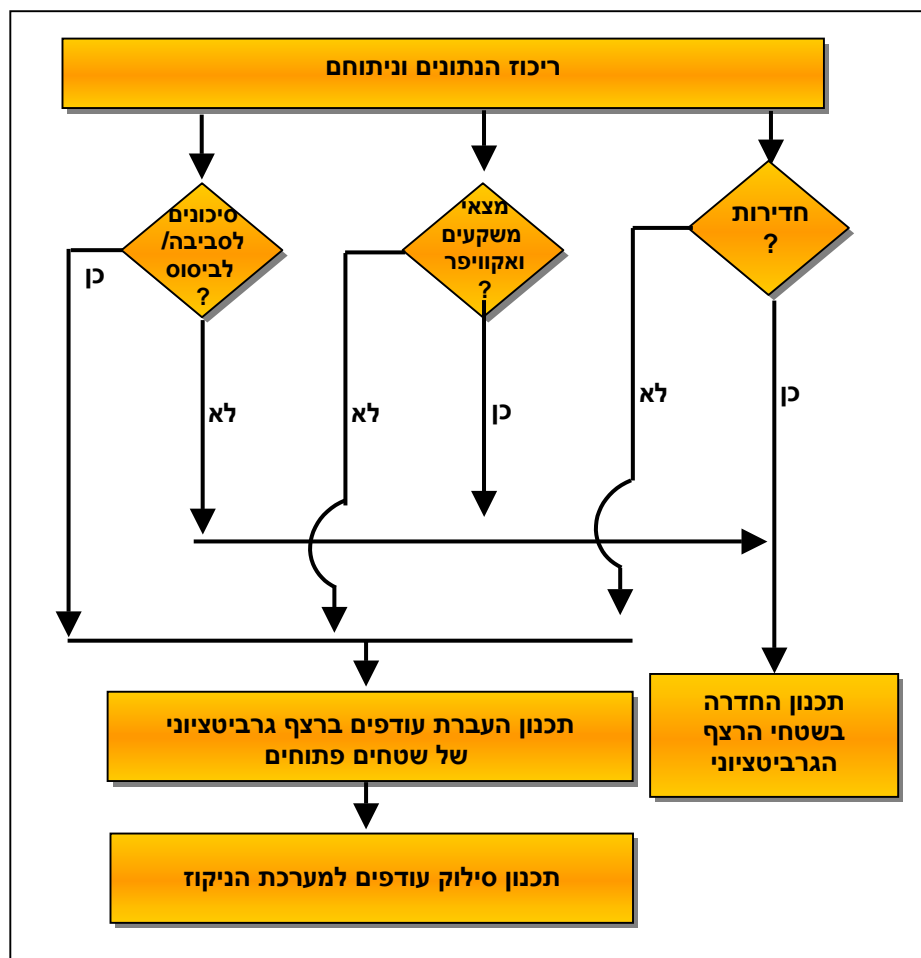 ריכוז הנתונים וניתוחם
חדירות
?
מצאי
משקעים
ואקוויפר
?
סיכונים
לסביבה/
לביסוס
?
כן
לא
כן
לא
לא
כן
תכנון החדרה
בשטחי הרצף
הגרביטציוני
תכנון העברת עודפים ברצף גרביטציוני
של שטחים פתוחים
תכנון סילוק עודפים למערכת הניקוז